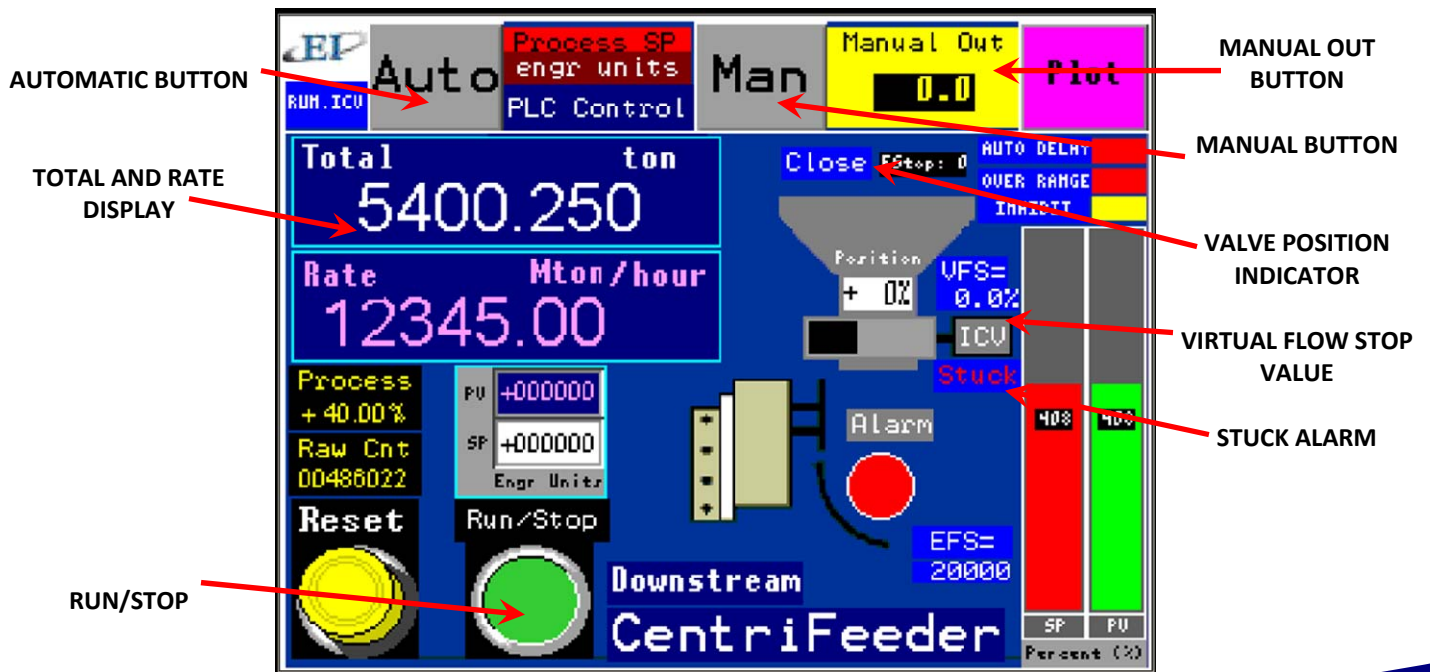 EI
RUN.ICV
Auto
Process SP
engr units
PLC Control
Man
Manual Out
0.0
Plot
AUTOMATIC BUTTON
MANUAL OUT
BUTTON
MANUAL BUTTON
TOTAL AND RATE
DISPLAY
Total ton
5400.250
Close EStop: 0
AUTO DELAY
OVER RANGE
INHIBIT
VALVE POSITION
INDICATOR
Rate Mton/hour
12345.00
Position
+ 0%
VFS=
0.0%
ICV
Stuck
VIRTUAL FLOW STOP
VALUE
STUCK ALARM
Process
+ 40.00%
Raw Cnt
00486022
PV +000000
SP +000000
Engr Units
Alarm
Reset
Run/Stop
EFS=
20000
RUN/STOP
Downstream
CentriFeeder
SP PV
Percent (%)